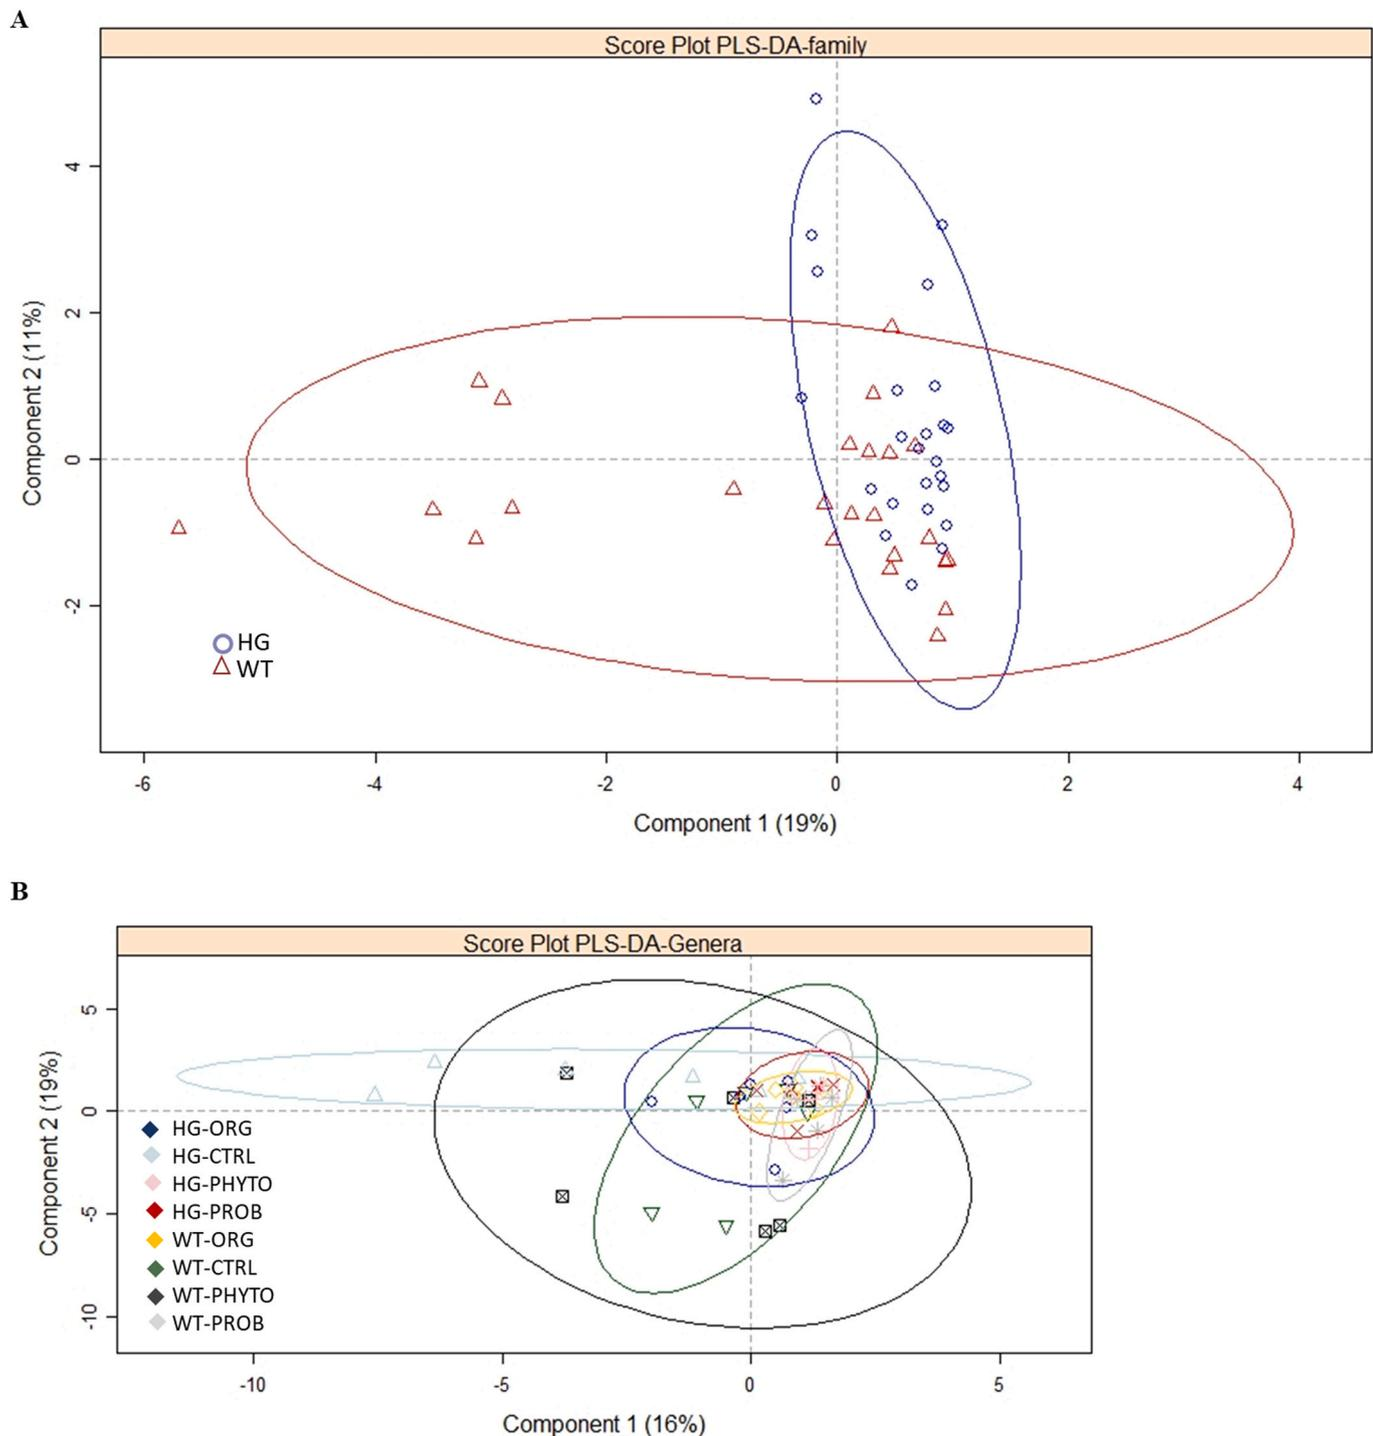 A
Score Plot PLS-DA-family
4
2
0
-2
Component 2 (11%)
HG
WT
-6
-4
-2
0
2
4
Component 1 (19%)
B
Score Plot PLS-DA-Genera
5
0
-5
-10
Component 2 (19%)
HG-ORG
HG-CTRL
HG-PHYTO
HG-PROB
WT-ORG
WT-CTRL
WT-PHYTO
WT-PROB
-10
-5
0
5
Component 1 (16%)